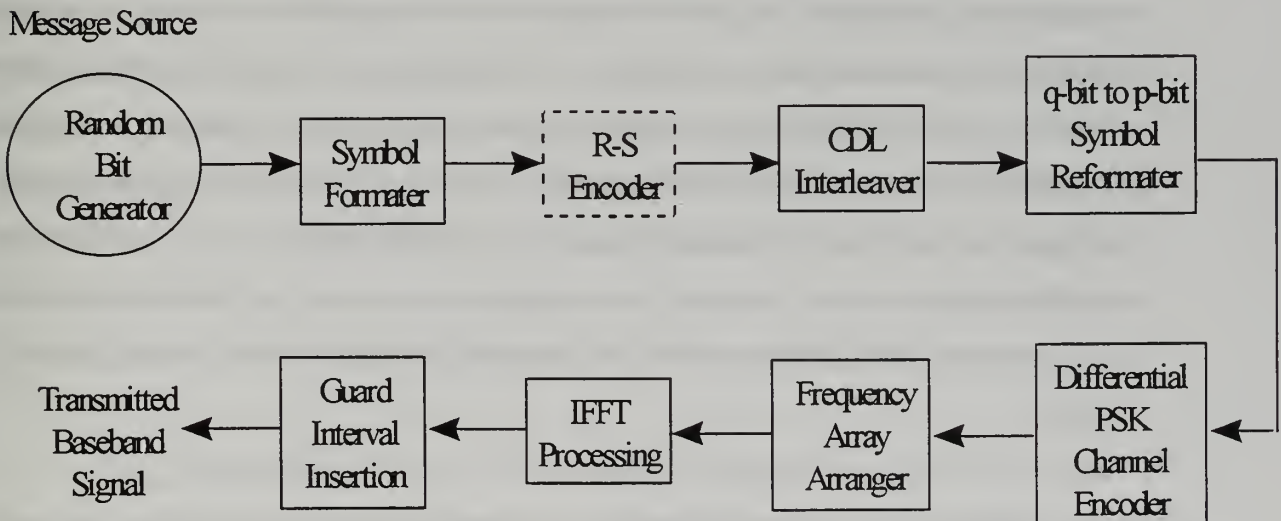 Message Source
Random
Bit
Generator
Symbol
Formater
R-S
Encoder
CDL
Interleaver
q-bit to p-bit
Symbol
Reformater
Differential
PSK
Channel
Encoder
Frequency
Array
Arranger
IFFT
Processing
Guard
Interval
Insertion
Transmitted
Baseband
Signal